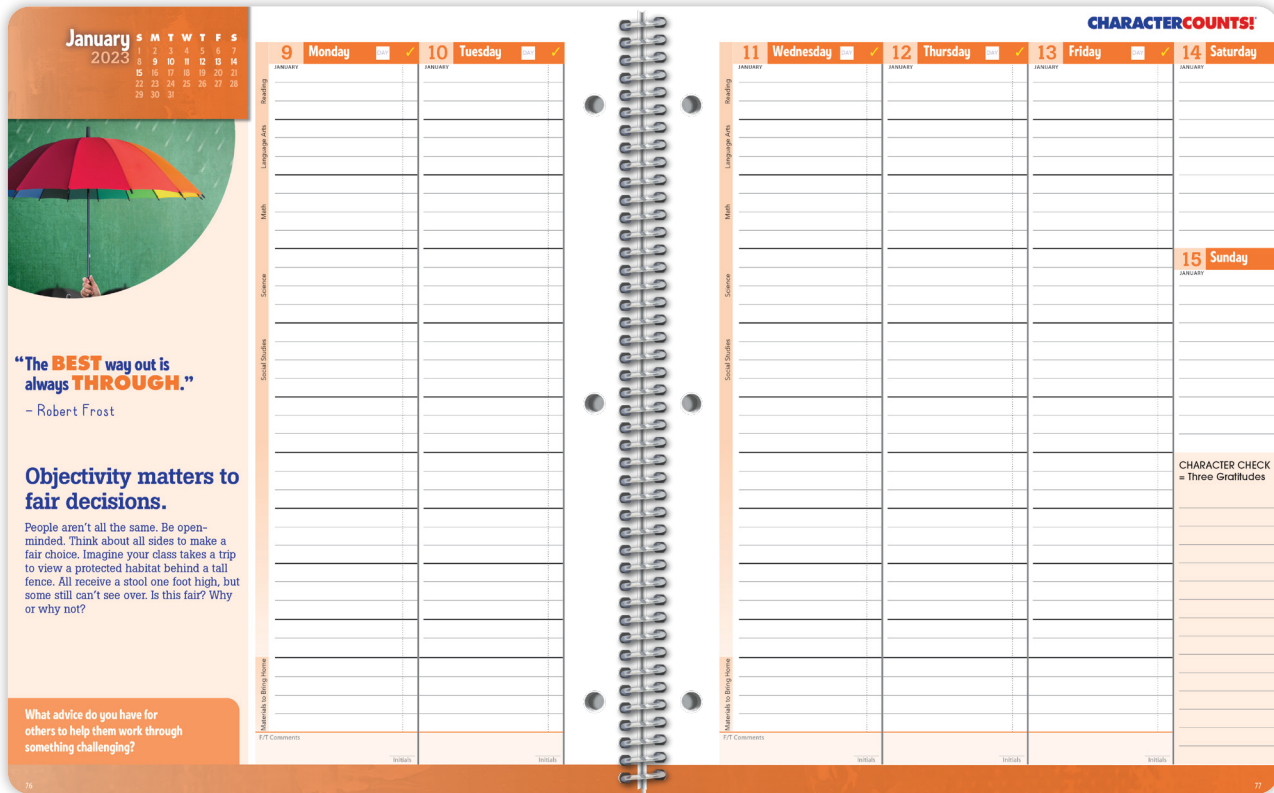 January
2023
S M T W T F S
1 2 3 4 5 6 7
8 9 10 11 12 13 14
15 16 17 18 19 20 21
22 23 24 25 26 27 28
29 30 31
“The BEST way out is
always THROUGH.”
– Robert Frost
Objectivity matters to
fair decisions.
People aren’t all the same. Be open-
minded. Think about all sides to make a
fair choice. Imagine your class takes a trip
to view a protected habitat behind a tall
fence. All receive a stool one foot high, but
some still can’t see over. Is this fair? Why
or why not?
What advice do you have for
others to help them work through
something challenging?
76
9 Monday DAY ✓
JANUARY
10 Tuesday DAY ✓
JANUARY
Reading
Language Arts
Math
Science
Social Studies
Materials to Bring Home
F/T Comments
Initials
Initials
CHARACTERCOUNTS!
11 Wednesday DAY ✓
JANUARY
12 Thursday DAY ✓
JANUARY
13 Friday DAY ✓
JANUARY
14 Saturday
JANUARY
Reading
Language Arts
Math
Science
Social Studies
Materials to Bring Home
F/T Comments
Initials
Initials
Initials
15 Sunday
JANUARY
CHARACTER CHECK
= Three Gratitudes
77